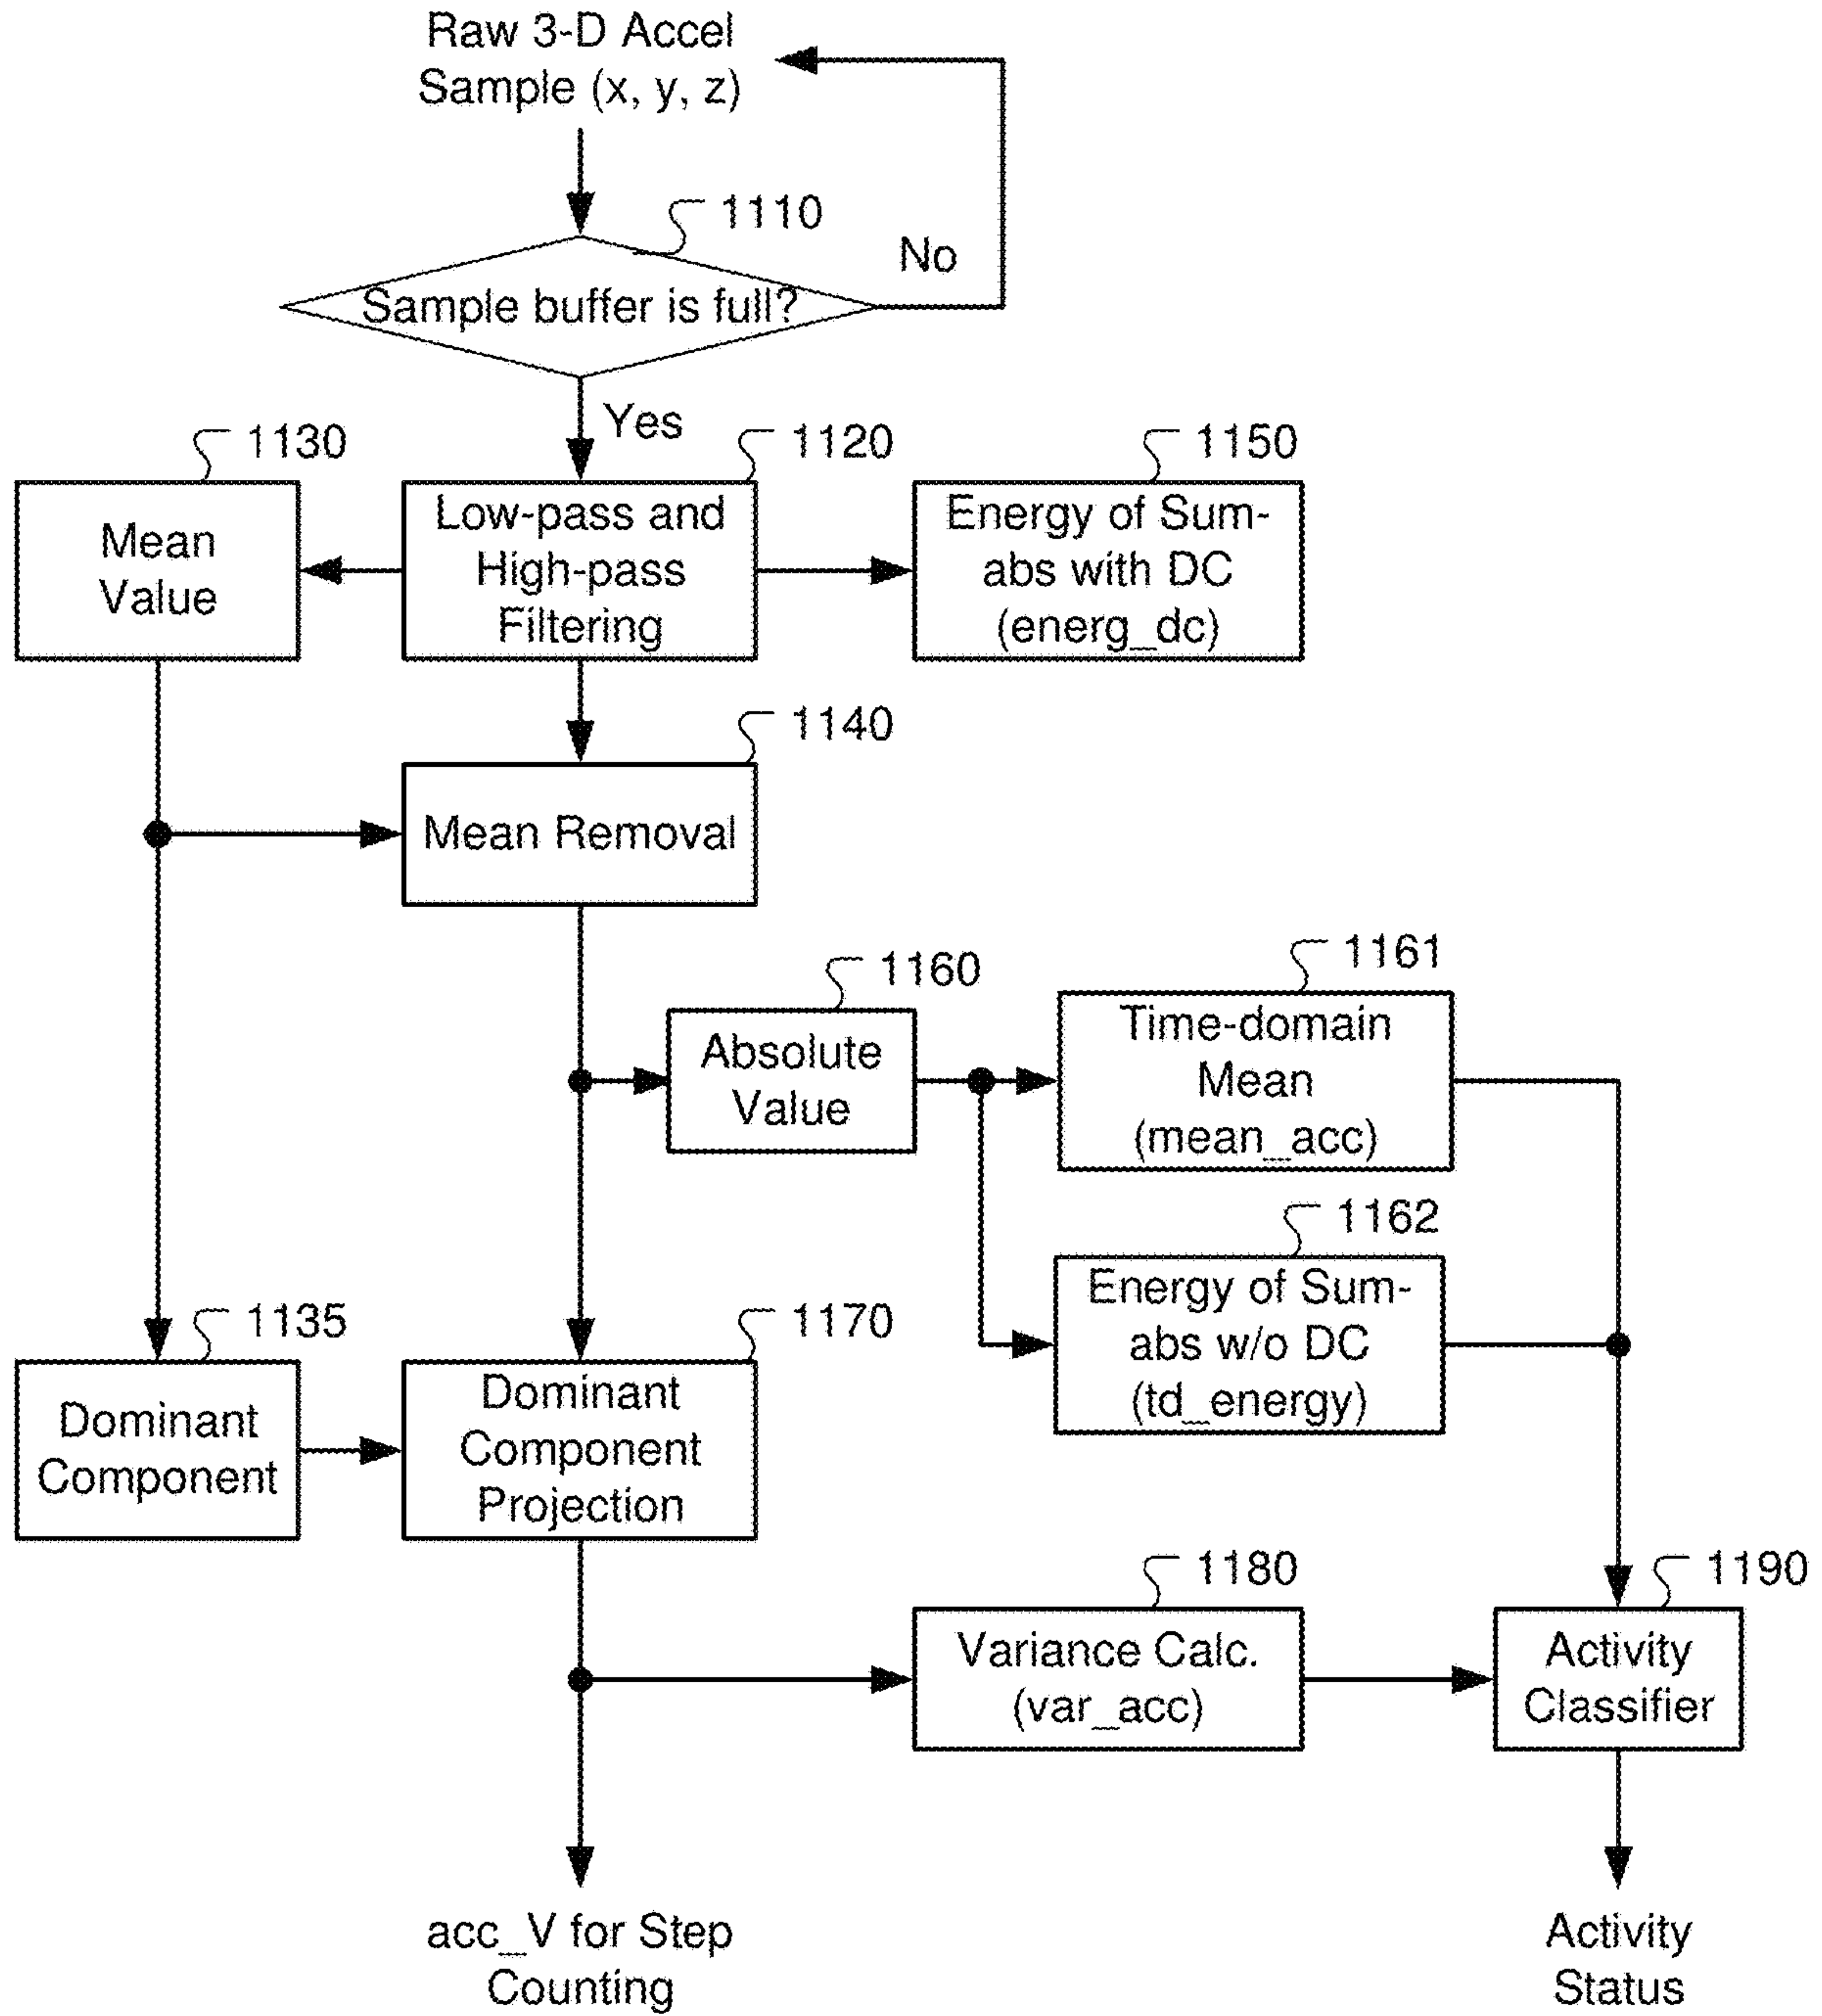 Raw 3-D Accel
Sample (x, y, z)
1110
No
Sample buffer is full?
Yes
1130
1120
1150
Mean
Value
Low-pass and
High-pass
Filtering
Energy of Sum-
abs with DC
(energ_dc)
1140
Mean Removal
1160
1161
Absolute
Value
Time-domain
Mean
(mean_acc)
1162
Energy of Sum-
abs w/o DC
(td_energy)
1135
1170
Dominant
Component
Dominant
Component
Projection
1180
1190
Variance Calc.
(var_acc)
Activity
Classifier
acc_V for Step
Counting
Activity
Status